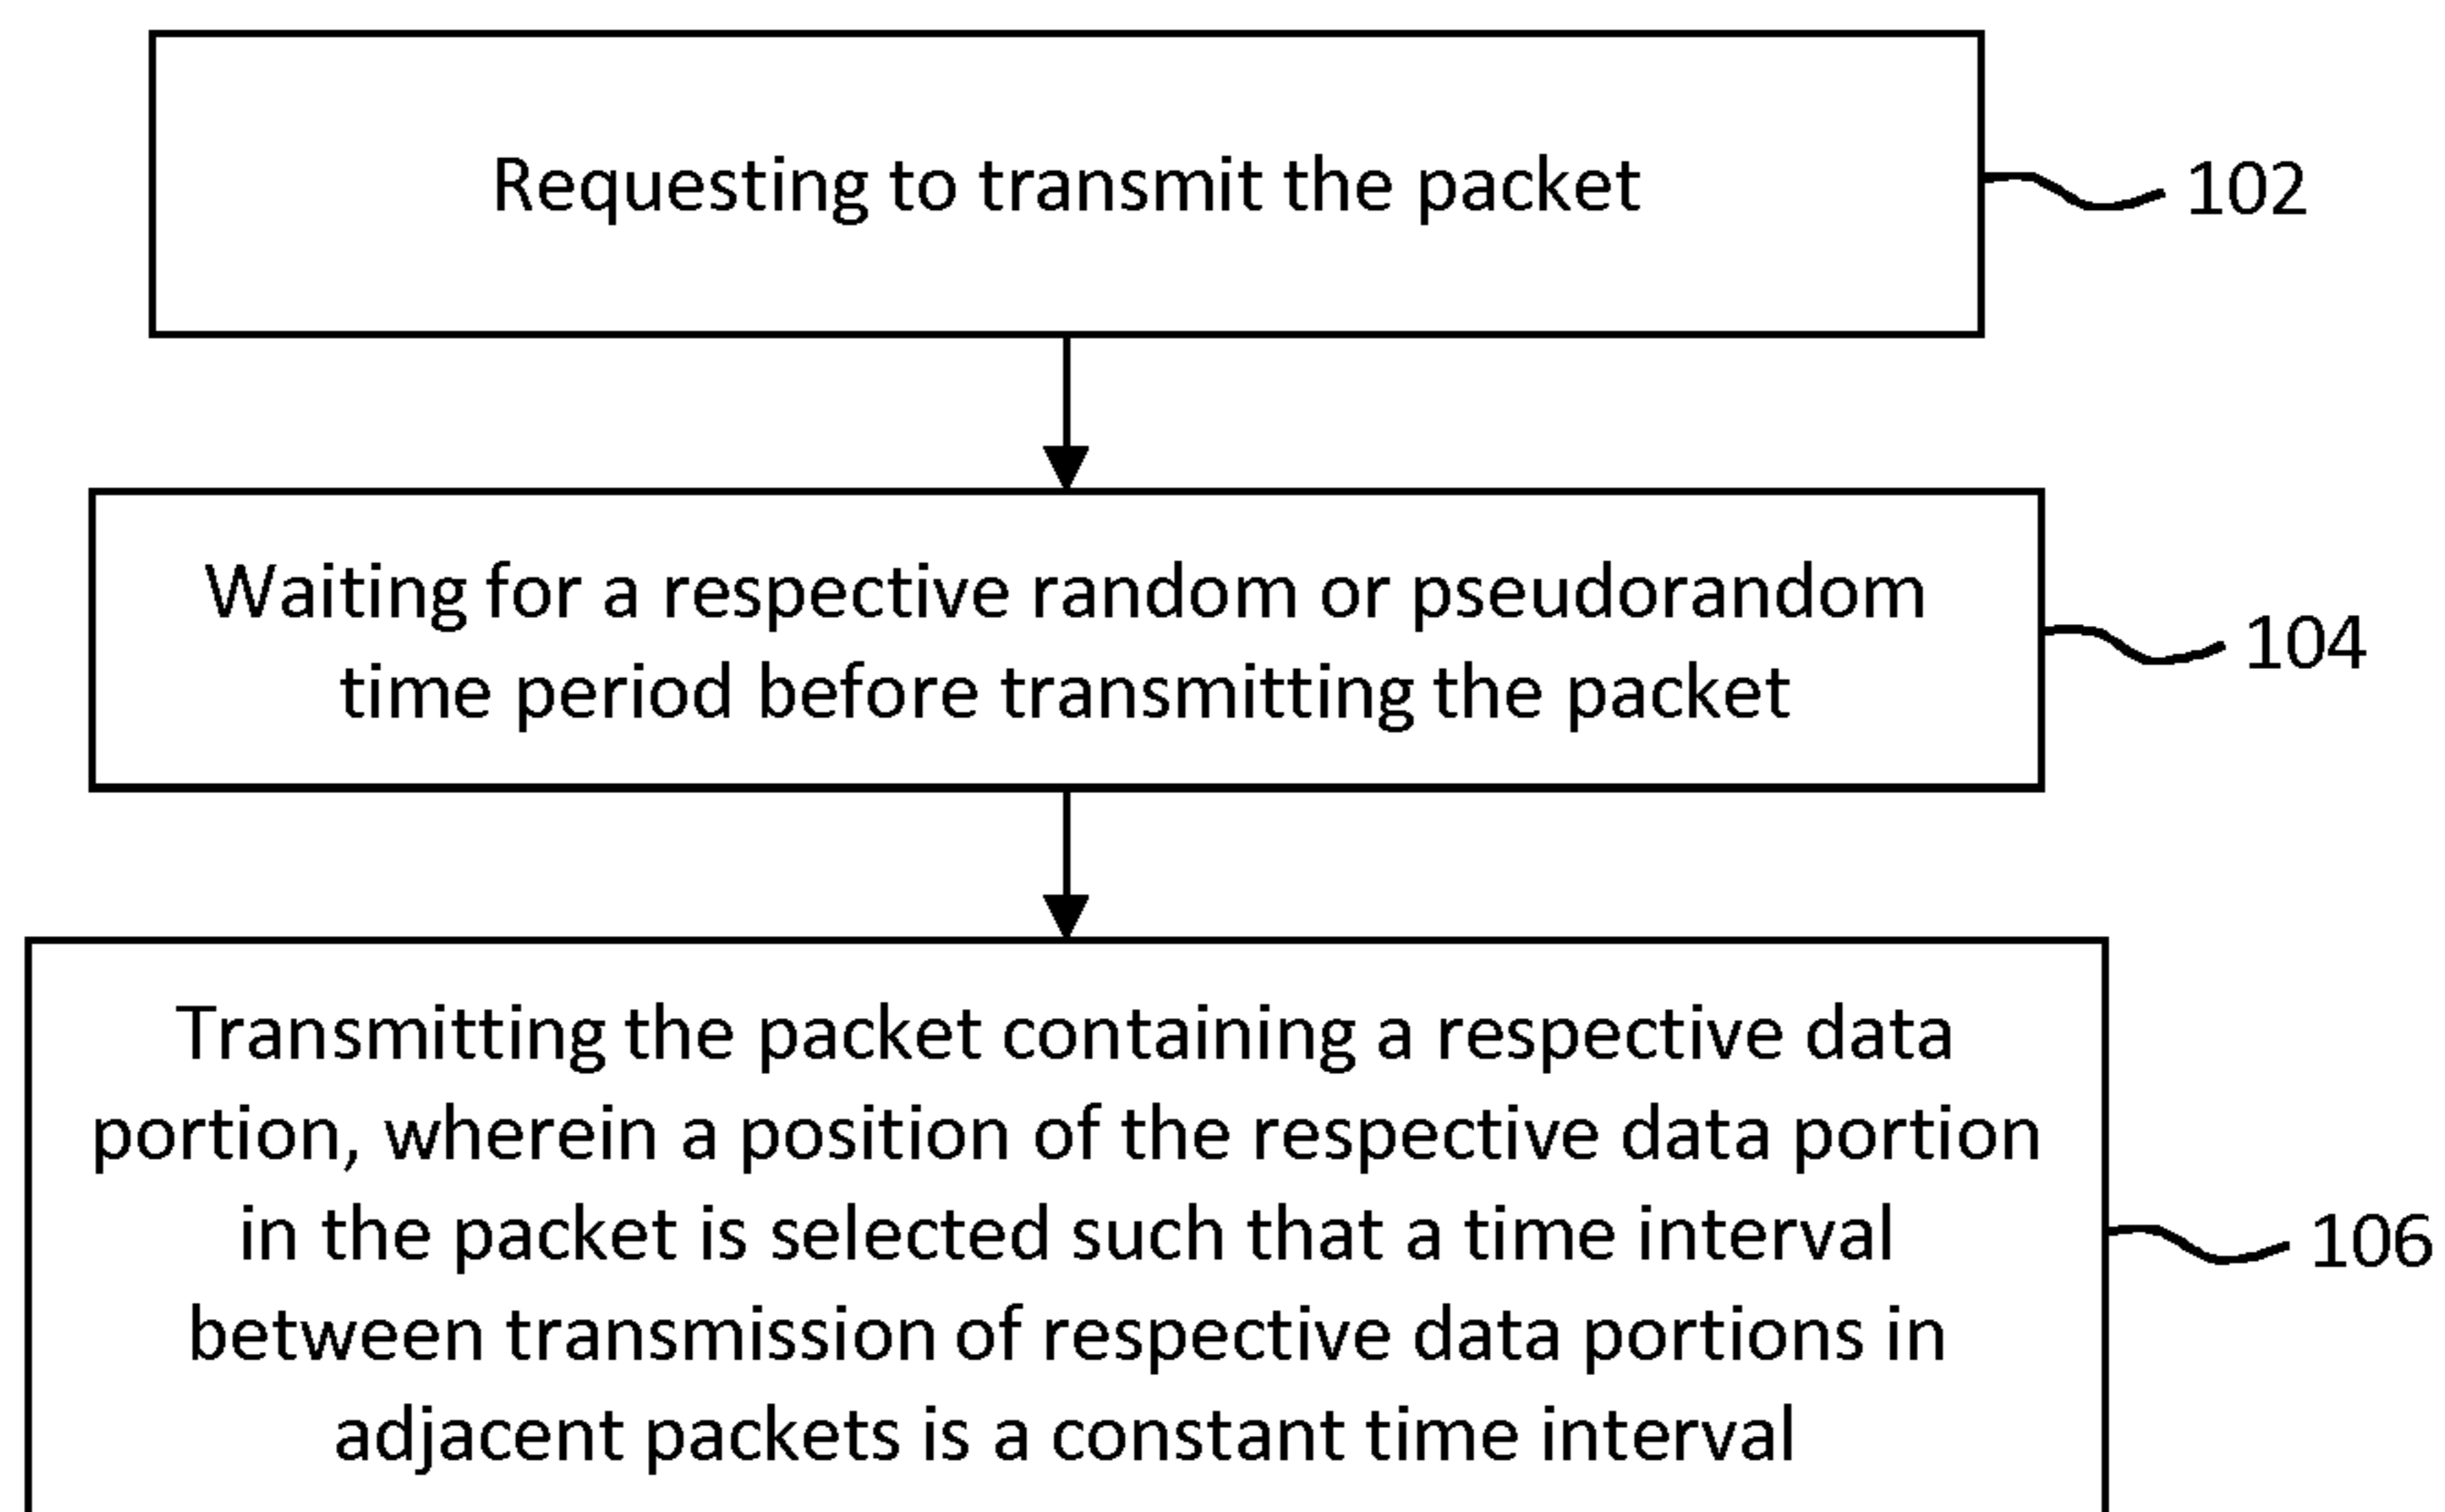 Requesting to transmit the packet
102
Waiting for a respective random or pseudorandom
time period before transmitting the packet
104
Transmitting the packet containing a respective data
portion, wherein a position of the respective data portion
in the packet is selected such that a time interval
between transmission of respective data portions in
adjacent packets is a constant time interval
106